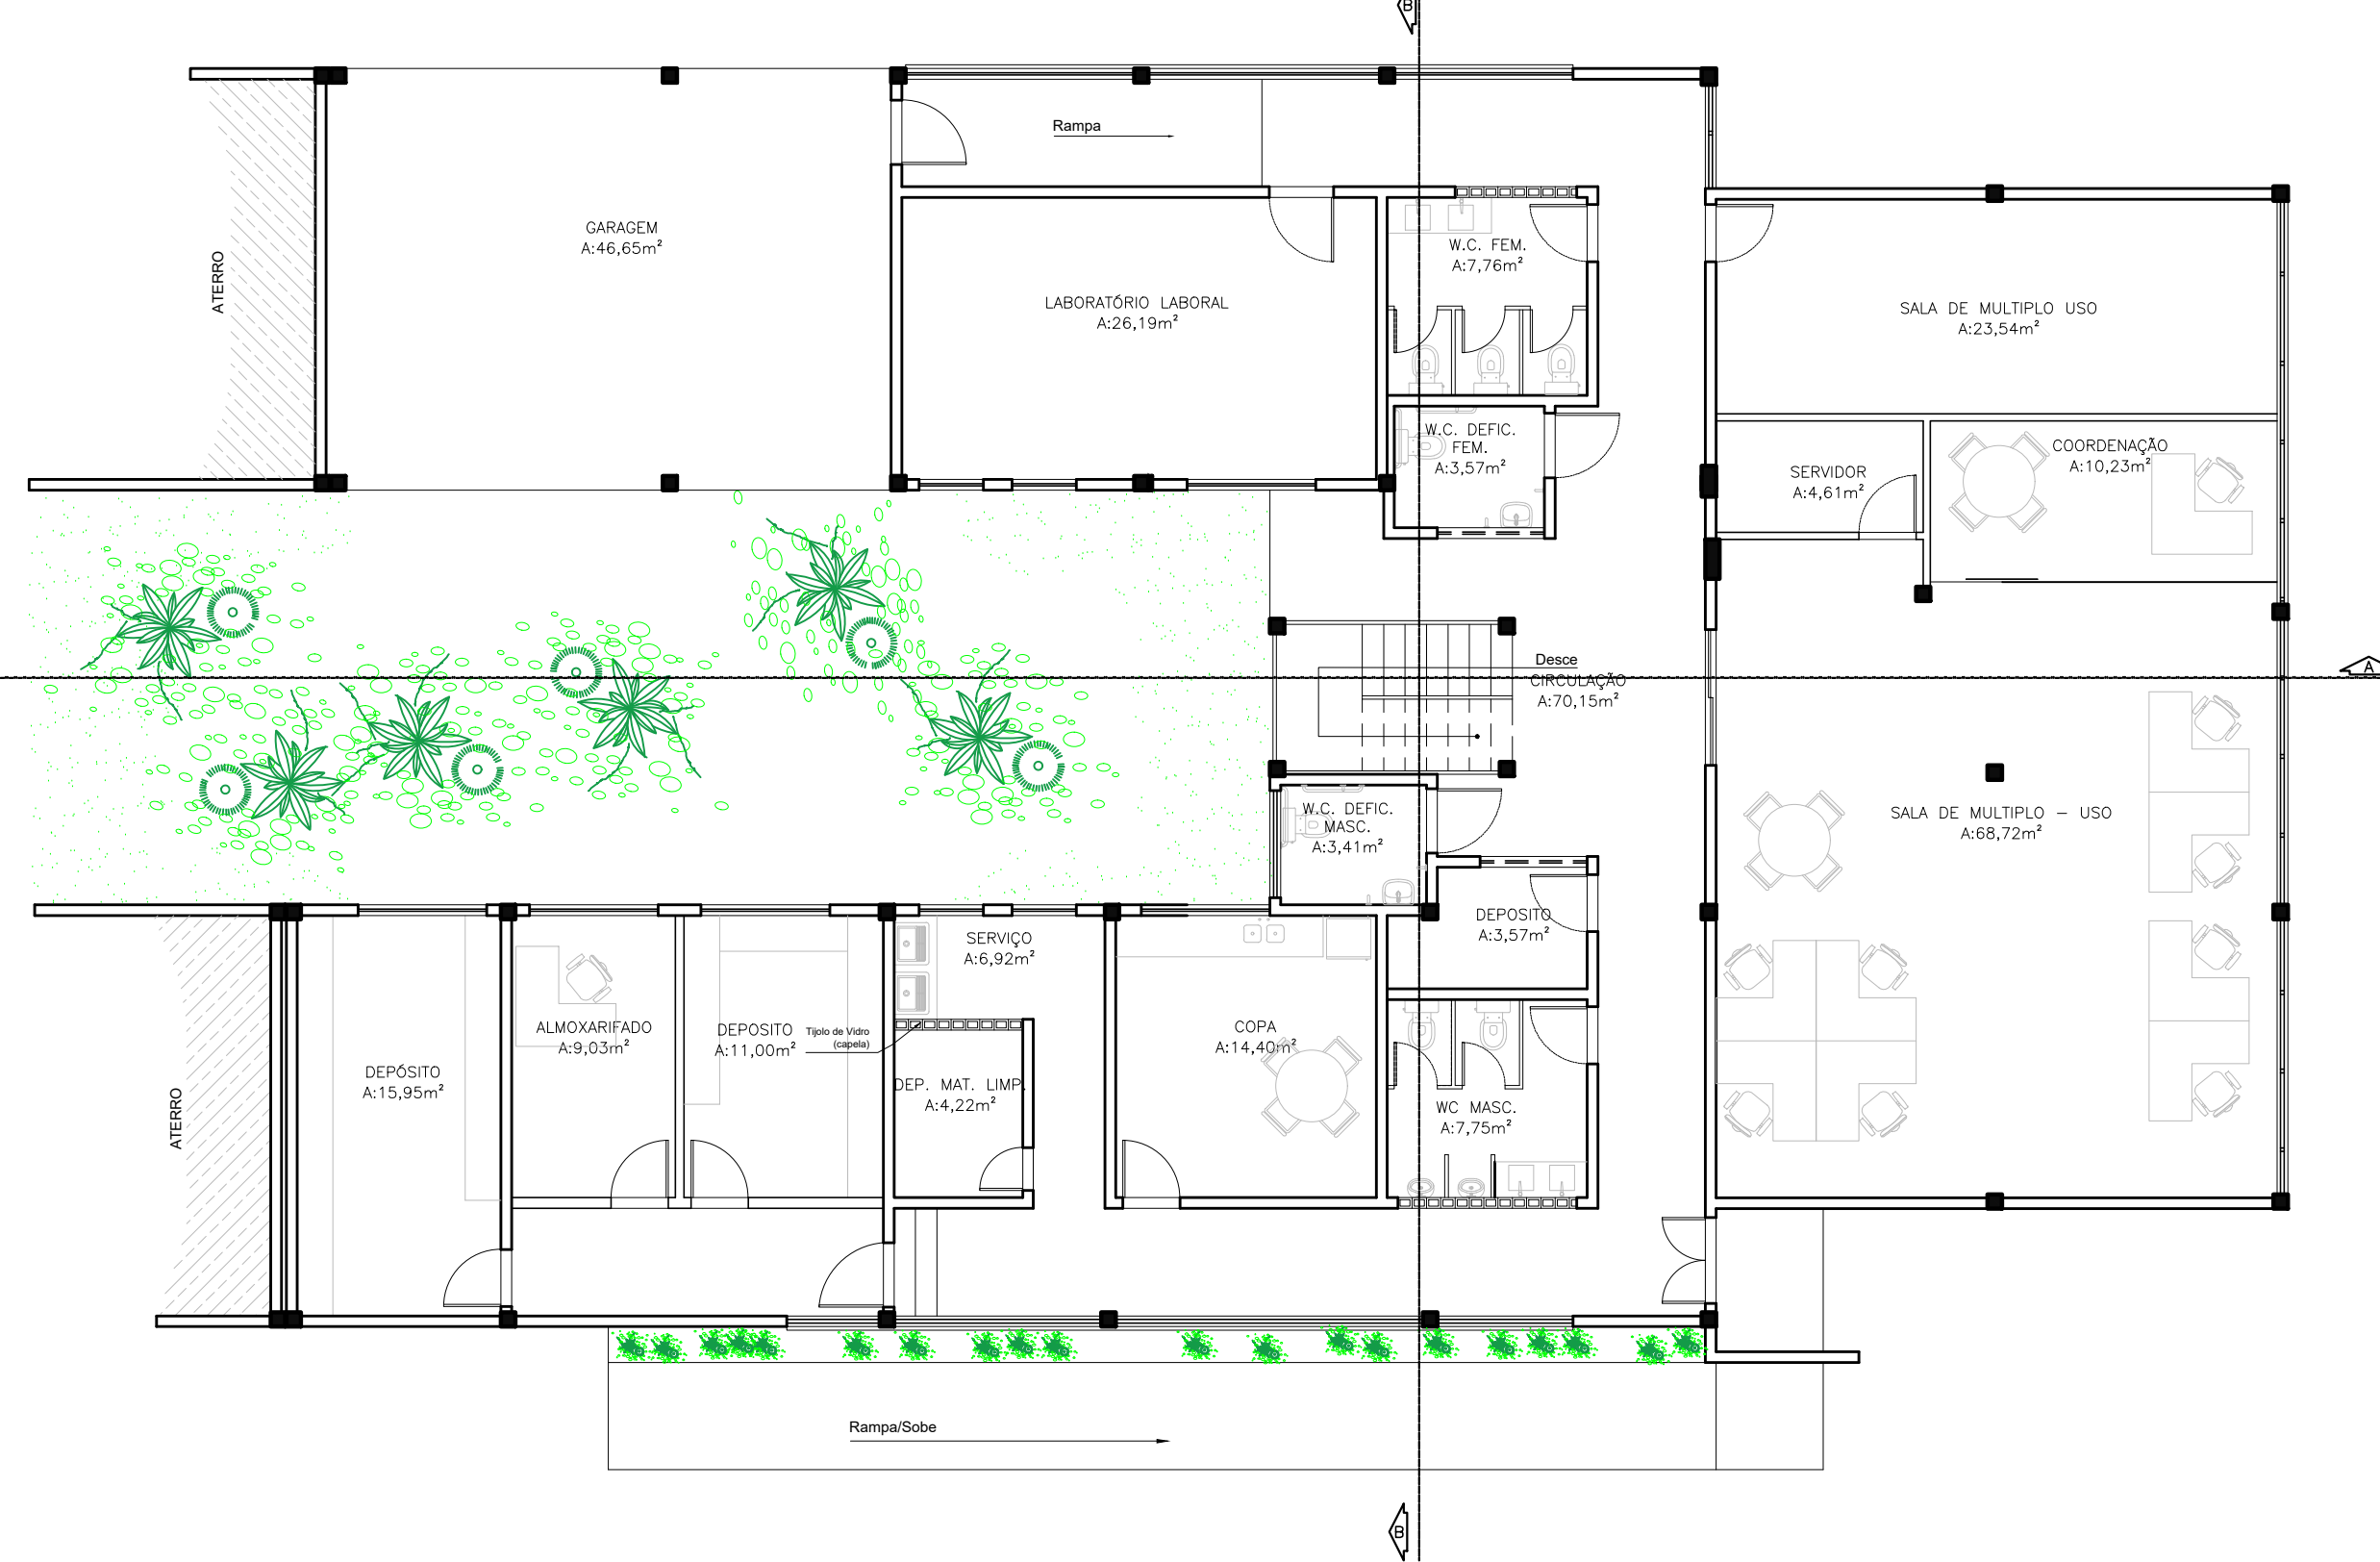 B
Rampa
GARAGEM
A:46,65m²
ATERRO
LABORATÓRIO LABORAL
A:26,19m²
W.C. FEM.
A:7,76m²
SALA DE MULTIPLO USO
A:23,54m²
W.C. DEFIC.
FEM.
A:3,57m²
SERVIDOR
A:4,61m²
COORDENAÇÃO
A:10,23m²
Desce
CIRCULAÇÃO
A:70,15m²
A
W.C. DEFIC.
MASC.
A:3,41m²
SALA DE MULTIPLO – USO
A:68,72m²
DEPOSITO
A:3,57m²
SERVIÇO
A:6,92m²
ALMOXARIFADO
A:9,03m²
DEPOSITO
A:11,00m²
Tijolo de Vidro
(capela)
COPA
A:14,40m²
DEPÓSITO
A:15,95m²
DEP. MAT. LIMP.
A:4,22m²
WC MASC.
A:7,75m²
ATERRO
Rampa/Sobe
B